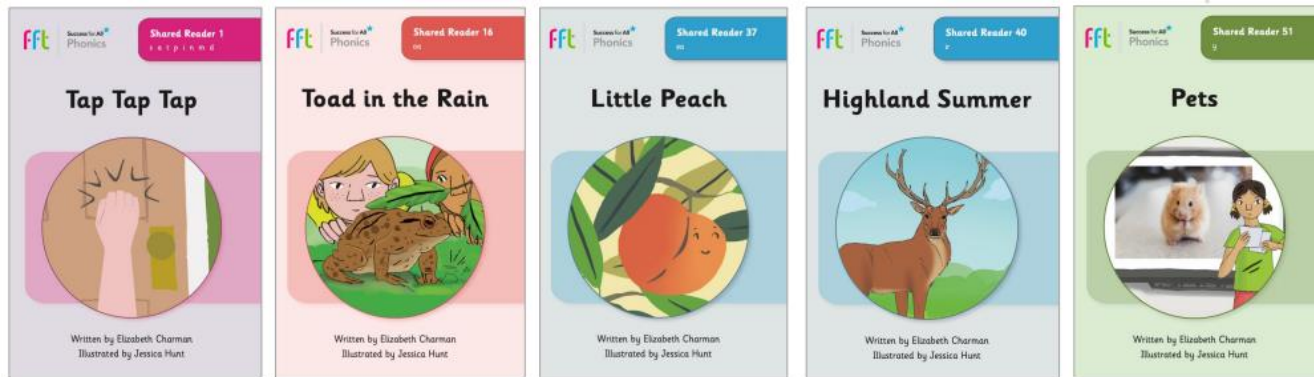 fft
Success for All
Phonics
Shared Reader 1
s a t p i n m d
Tap Tap Tap
Written by Elizabeth Charman
Illustrated by Jessica Hunt
fft
Success for All
Phonics
Shared Reader 16
Toad in the Rain
Written by Elizabeth Charman
Illustrated by Jessica Hunt
fft
Success for All
Phonics
Shared Reader 37
Little Peach
Written by Elizabeth Charman
Illustrated by Jessica Hunt
fft
Success for All
Phonics
Shared Reader 40
Highland Summer
Written by Elizabeth Charman
Illustrated by Jessica Hunt
fft
Success for All
Phonics
Shared Reader 51
y
Pets
Written by Elizabeth Charman
Illustrated by Jessica Hunt